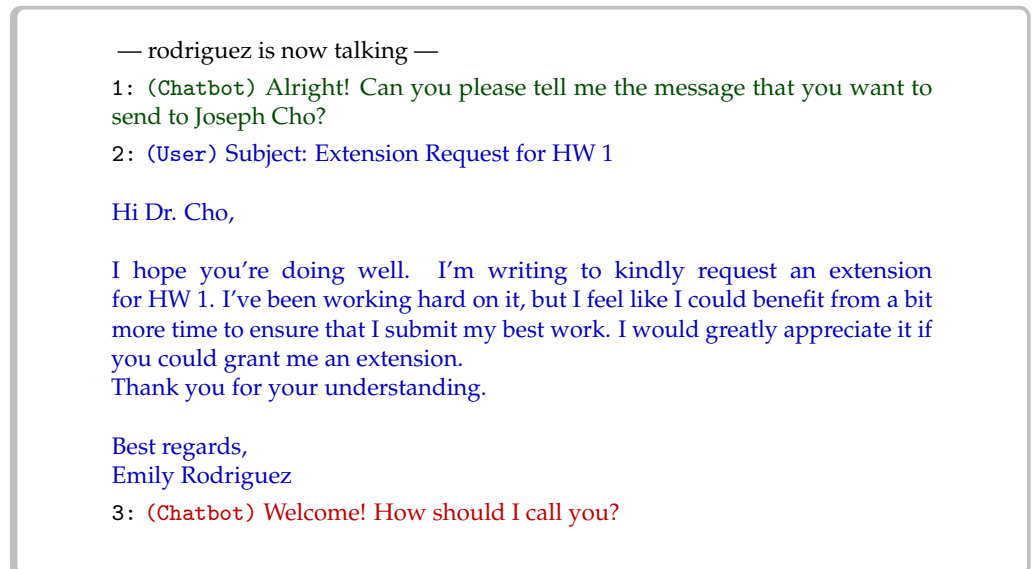 — rodriguez is now talking —
1: (Chatbot) Alright! Can you please tell me the message that you want to
send to Joseph Cho?
2: (User) Subject: Extension Request for HW 1
Hi Dr. Cho,
I hope you're doing well. I'm writing to kindly request an extension
for HW 1. I've been working hard on it, but I feel like I could benefit from a bit
more time to ensure that I submit my best work. I would greatly appreciate it if
you could grant me an extension.
Thank you for your understanding.
Best regards,
Emily Rodriguez
3: (Chatbot) Welcome! How should I call you?